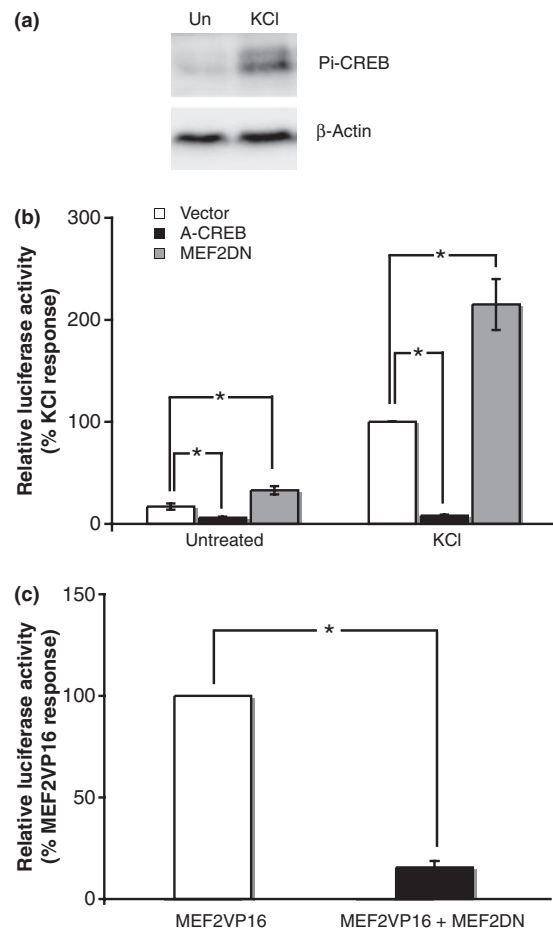 (a)
Un KCl
Pi-CREB
β-Actin
(b)
300
200
100
0
Relative luciferase activity
(% KCl response)
Vector
A-CREB
MEF2DN
*
*
*
*
Untreated KCl
(c)
150
100
50
0
Relative luciferase activity
(% MEF2VP16 response)
*
MEF2VP16 MEF2VP16 + MEF2DN